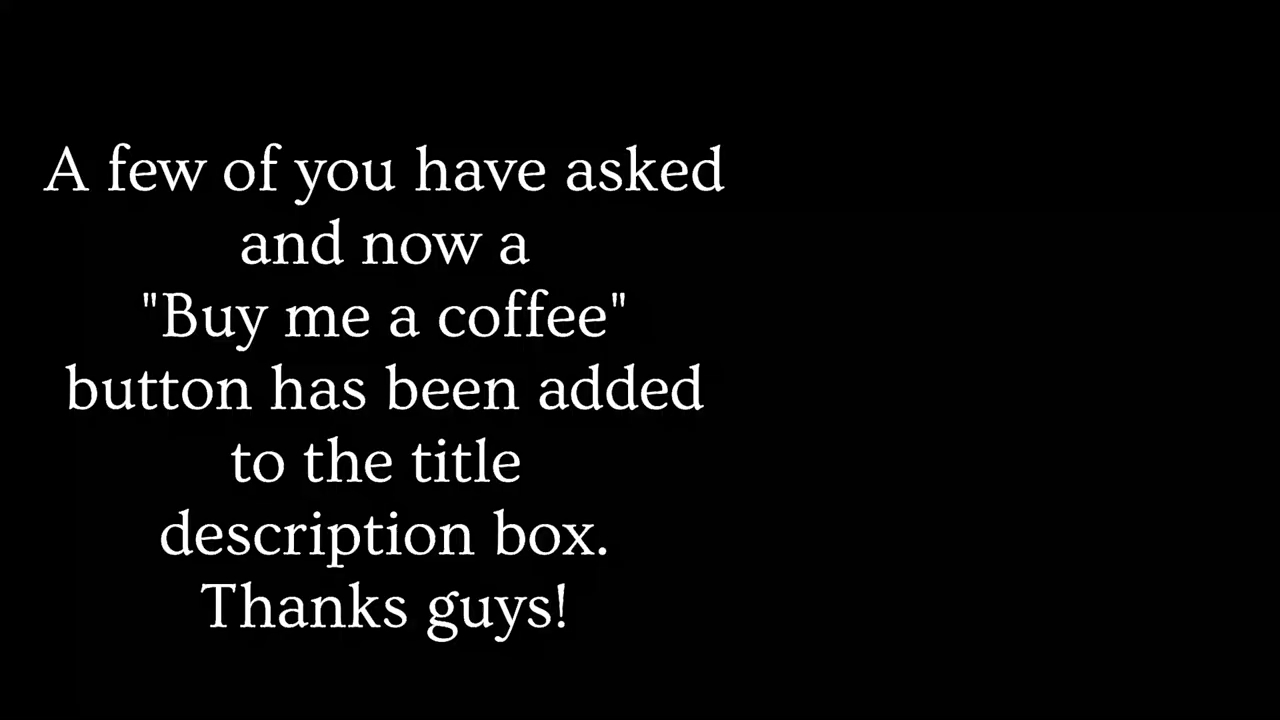 A few of you have asked
and now a
"Buy me a coffee"
button has been added
to the title
description box.
Thanks guys!